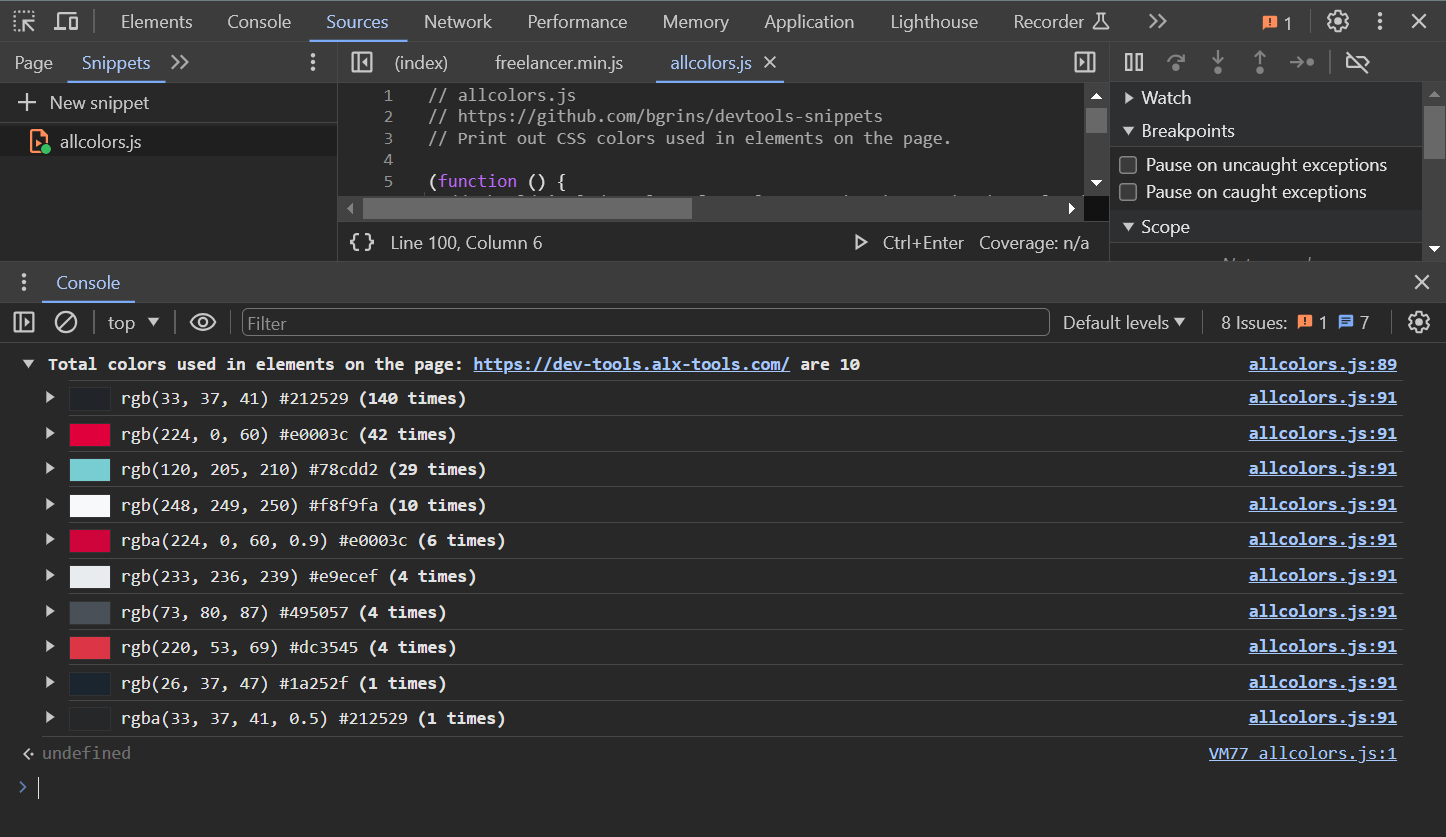 Elements Console Sources Network Performance Memory Application Lighthouse Recorder 1
Page Snippets (index) freelancer.min.js allcolors.js
New snippet
allcolors.js
1 // allcolors.js
2 // https://github.com/bgrins/devtools-snippets
3 // Print out CSS colors used in elements on the page.
4
5 (function () {
{ } Line 100, Column 6 Ctrl+Enter Coverage: n/a
Watch
Breakpoints
Pause on uncaught exceptions
Pause on caught exceptions
Scope
Console
top Filter Default levels 8 Issues: 1 7
Total colors used in elements on the page: https://dev-tools.alx-tools.com/ are 10 allcolors.js:89
rgb(33, 37, 41) #212529 (140 times) allcolors.js:91
rgb(224, 0, 60) #e0003c (42 times) allcolors.js:91
rgb(120, 205, 210) #78cdd2 (29 times) allcolors.js:91
rgb(248, 249, 250) #f8f9fa (10 times) allcolors.js:91
rgba(224, 0, 60, 0.9) #e0003c (6 times) allcolors.js:91
rgb(233, 236, 239) #e9ecef (4 times) allcolors.js:91
rgb(73, 80, 87) #495057 (4 times) allcolors.js:91
rgb(220, 53, 69) #dc3545 (4 times) allcolors.js:91
rgb(26, 37, 47) #1a252f (1 times) allcolors.js:91
rgba(33, 37, 41, 0.5) #212529 (1 times) allcolors.js:91
undefined VM77 allcolors.js:1